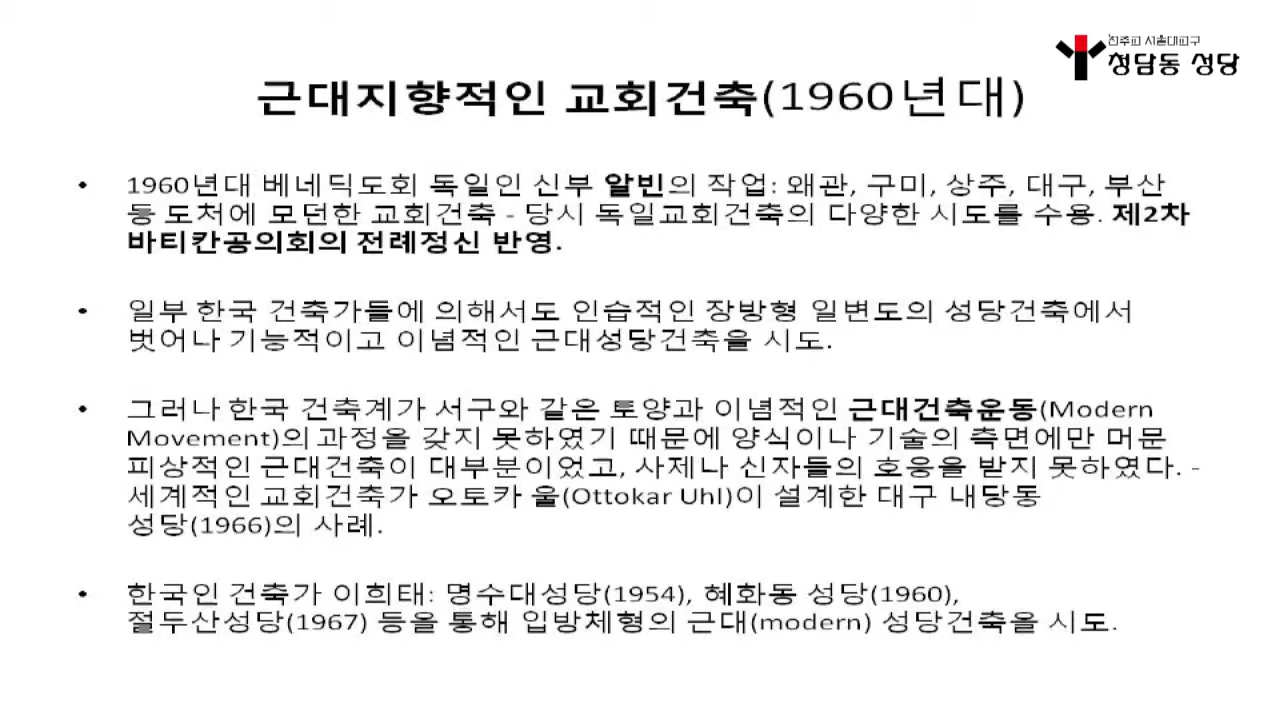 천주교 서울대교구
청담동 성당
근대지향적인 교회건축(1960년대)
• 1960년대 베네딕도회 독일인 신부 알빈의 작업: 왜관, 구미, 상주, 대구, 부산
등 도처에 모던한 교회건축 - 당시 독일교회건축의 다양한 시도를 수용. 제2차
바티칸공의회의 전례정신 반영.
• 일부 한국 건축가들에 의해서도 인습적인 장방형 일변도의 성당건축에서
벗어나 기능적이고 이념적인 근대성당건축을 시도.
• 그러나 한국 건축계가 서구와 같은 토양과 이념적인 근대건축운동(Modern
Movement)의 과정을 갖지 못하였기 때문에 양식이나 기술의 측면에만 머문
피상적인 근대건축이 대부분이었고, 사제나 신자들의 호응을 받지 못하였다. -
세계적인 교회건축가 오토카 울(Ottokar Uhl)이 설계한 대구 내당동
성당(1966)의 사례.
• 한국인 건축가 이희태: 명수대성당(1954), 혜화동 성당(1960),
절두산성당(1967) 등을 통해 입방체형의 근대(modern) 성당건축을 시도.